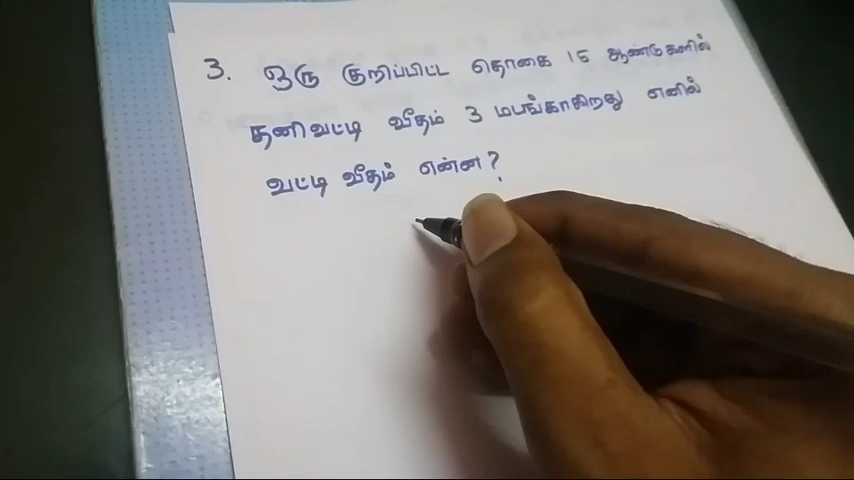 3. ஒரு குறிப்பிட்ட தொகை 15 ஆண்டுகளில்
தனிவட்டி வீதம் 3 மடங்காகிறது எனில்
வட்டி வீதம் என்ன?